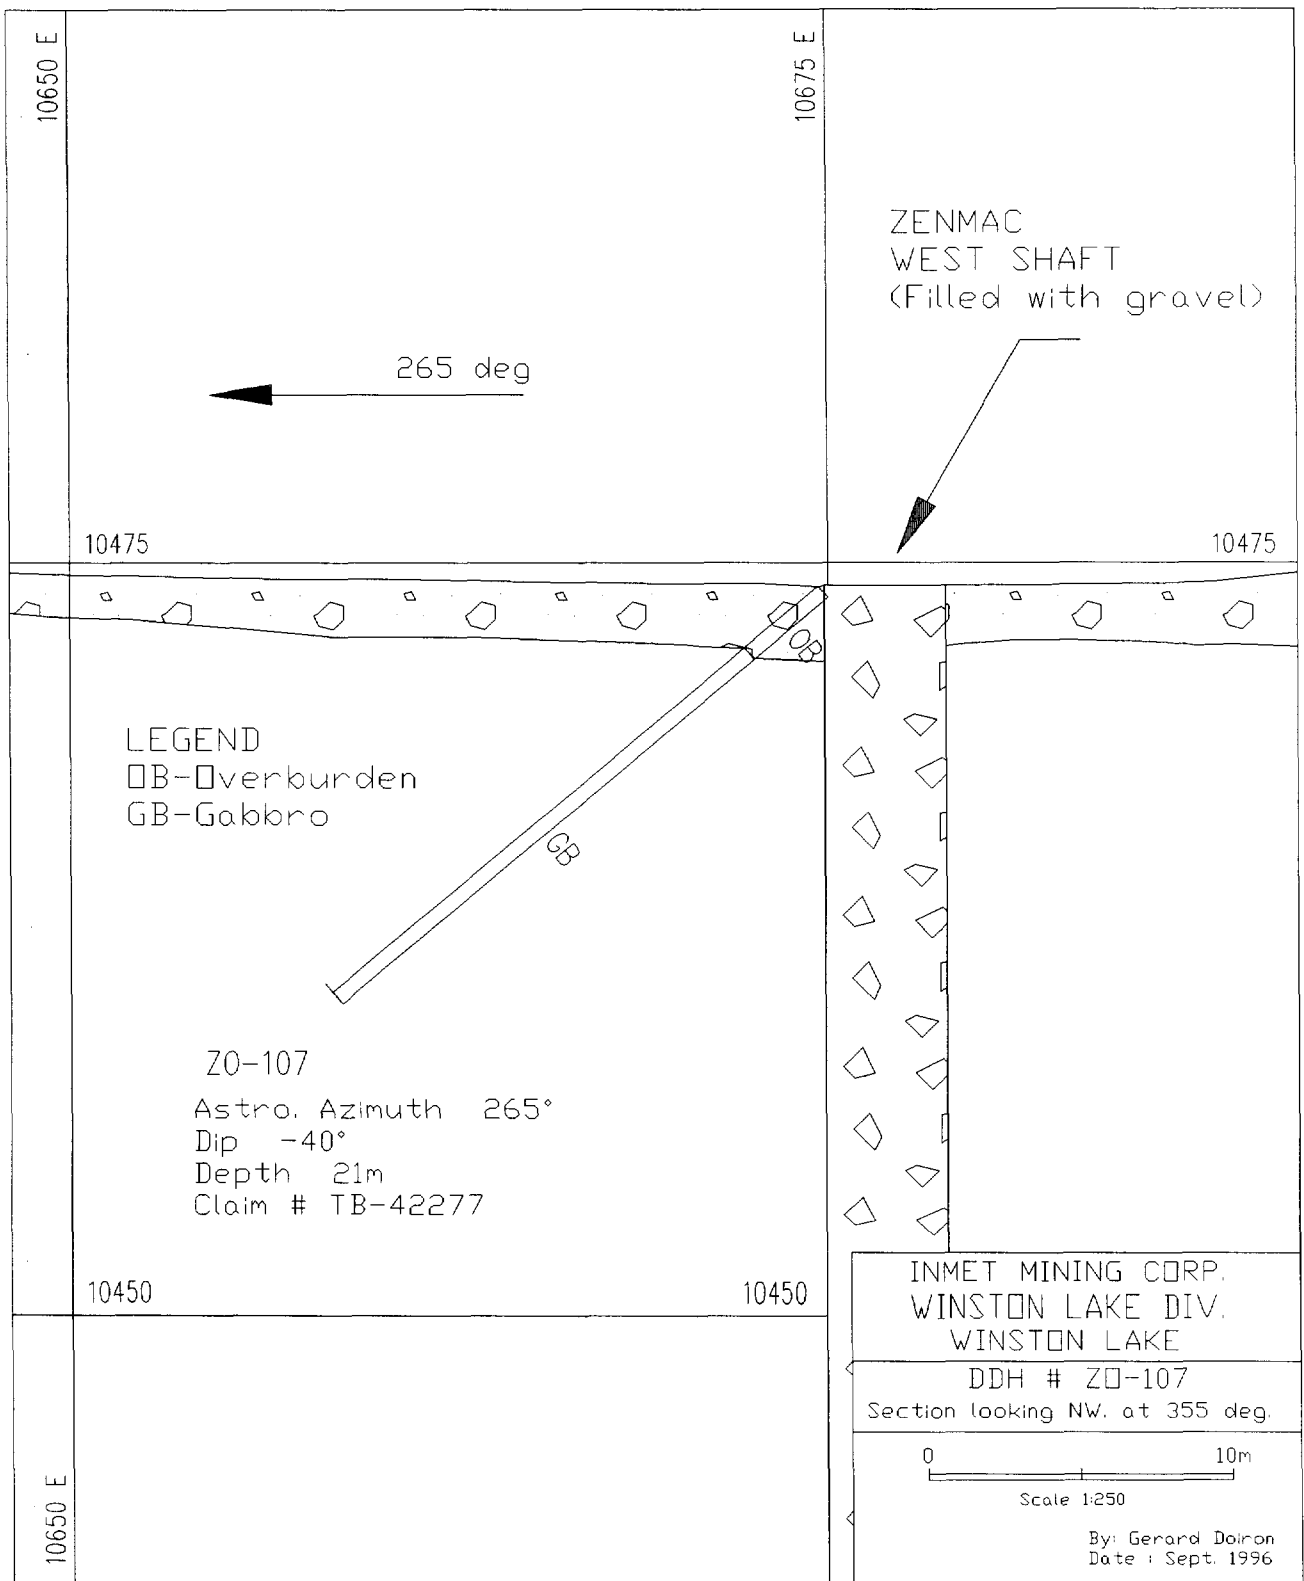 10650 E
10675 E
ZENMAC
WEST SHAFT
(Filled with gravel)
265 deg
10475
10475
OB
LEGEND
OB-Overburden
GB-Gabbro
GB
ZO-107
Astro. Azimuth 265°
Dip -40°
Depth 21m
Claim # TB-42277
10450
10450
INMET MINING CORP.
WINSTON LAKE DIV.
WINSTON LAKE
DDH # ZO-107
Section looking NW. at 355 deg.
0 10m
Scale 1:250
10650 E
By: Gerard Doiron
Date : Sept. 1996